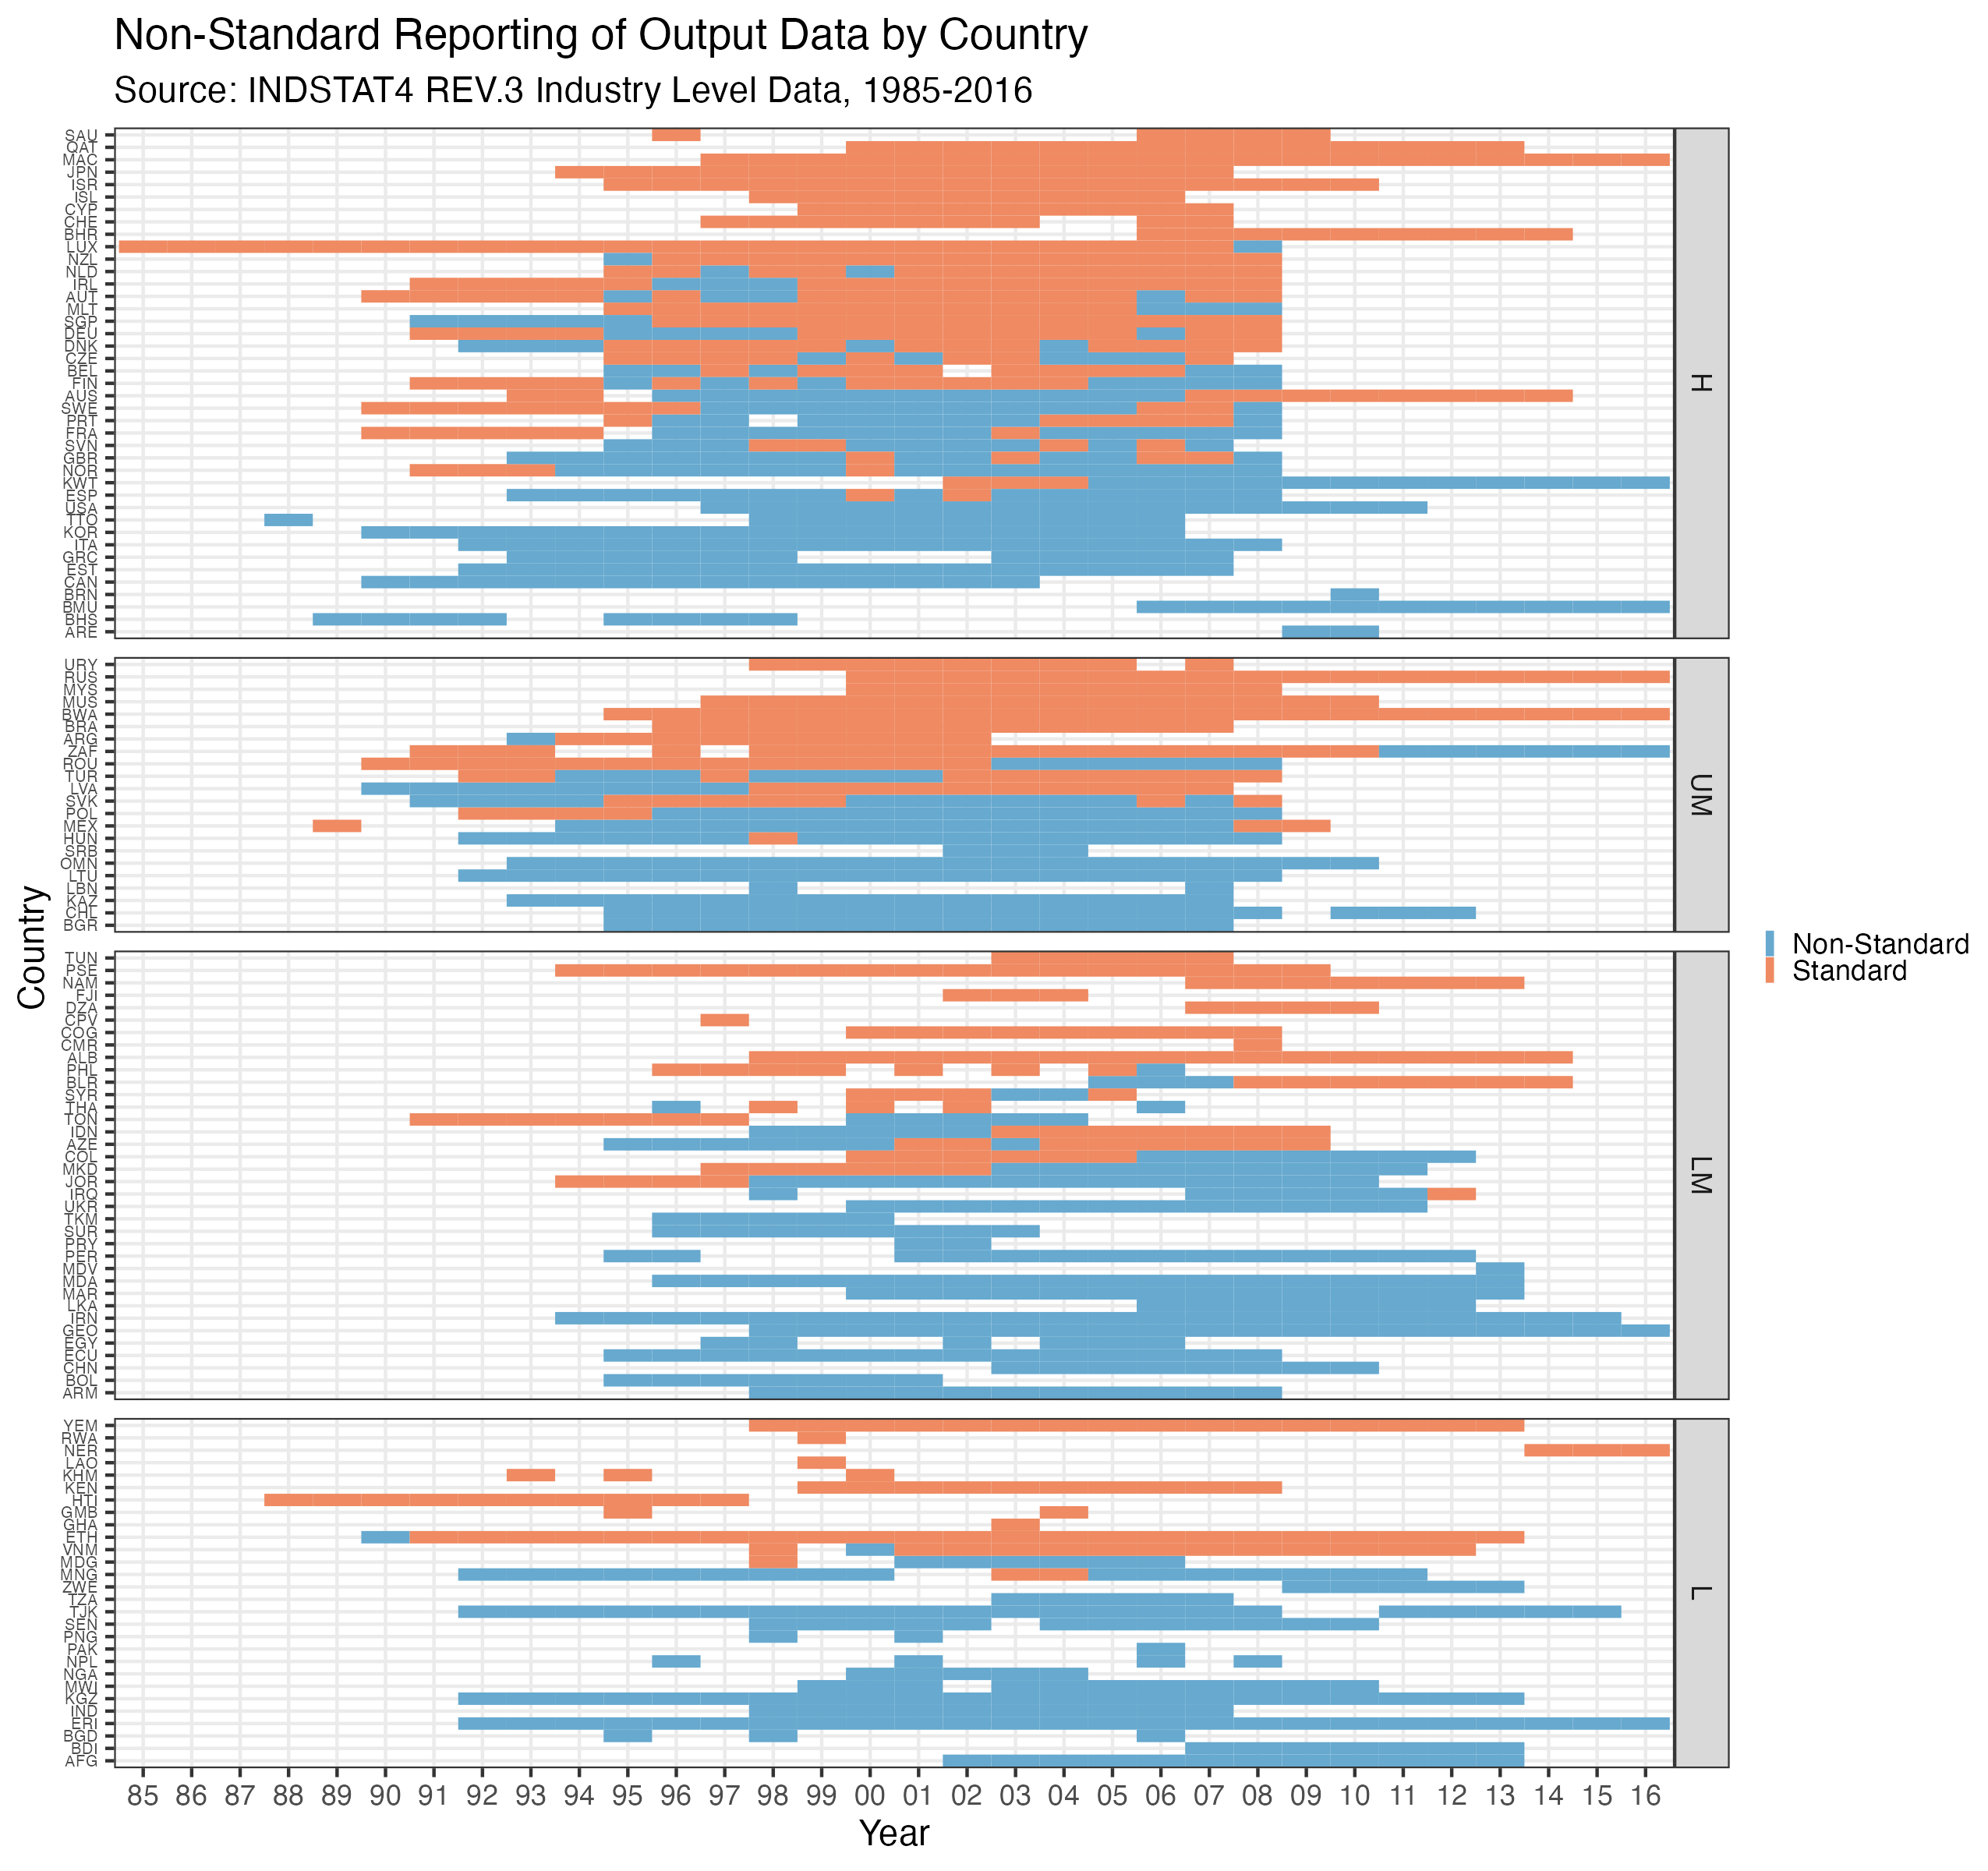 Non-Standard Reporting of Output Data by Country
Source: INDSTAT4 REV.3 Industry Level Data, 1985-2016
SAU
QAT
MAC
JPN
ISR
ISL
CYP
CHE
BHR
LUX
NZL
NLD
IRL
AUT
MLT
SGP
DEU
DNK
CZE
BEL
FIN
AUS
SWE
PRT
FRA
SVN
GBR
NOR
KWT
ESP
USA
TTO
KOR
ITA
GRC
EST
CAN
BRN
BMU
BHS
ARE
H
URY
RUS
MYS
MUS
BWA
BRA
ARG
ZAF
ROU
TUR
LVA
SVK
POL
MEX
HUN
SRB
OMN
LTU
LBN
KAZ
CHL
BGR
UM
TUN
PSE
NAM
FJI
DZA
CPV
COG
CMR
ALB
PHL
BLR
SYR
THA
TON
IDN
AZE
COL
MKD
JOR
IRQ
UKR
TKM
SUR
PRY
PER
MDV
MDA
MAR
LKA
IRN
GEO
EGY
ECU
CHN
BOL
ARM
LM
YEM
RWA
NER
LAO
KHM
KEN
HTI
GMB
GHA
ETH
VNM
MDG
MNG
ZWE
TZA
TJK
SEN
PNG
PAK
NPL
NGA
MWI
KGZ
IND
ERI
BGD
BDI
AFG
L
85 86 87 88 89 90 91 92 93 94 95 96 97 98 99 00 01 02 03 04 05 06 07 08 09 10 11 12 13 14 15 16
Year
Country
Non-Standard
Standard